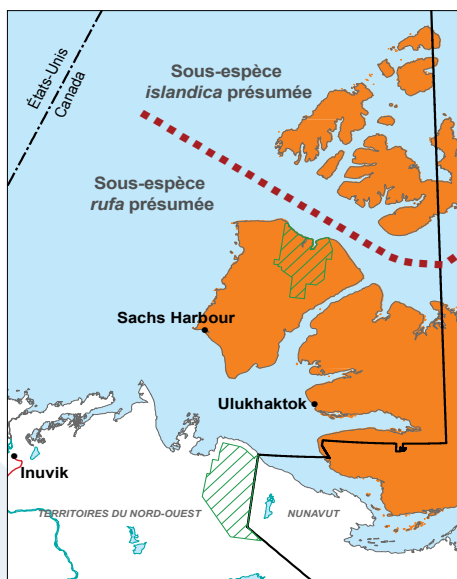 États-Unis
Canada
Sous-espèce
islandica présumée
Sous-espèce
rufa présumée
Sachs Harbour
Ulukhaktok
Inuvik
TERRITOIRES DU NORD-OUEST
NUNAVUT